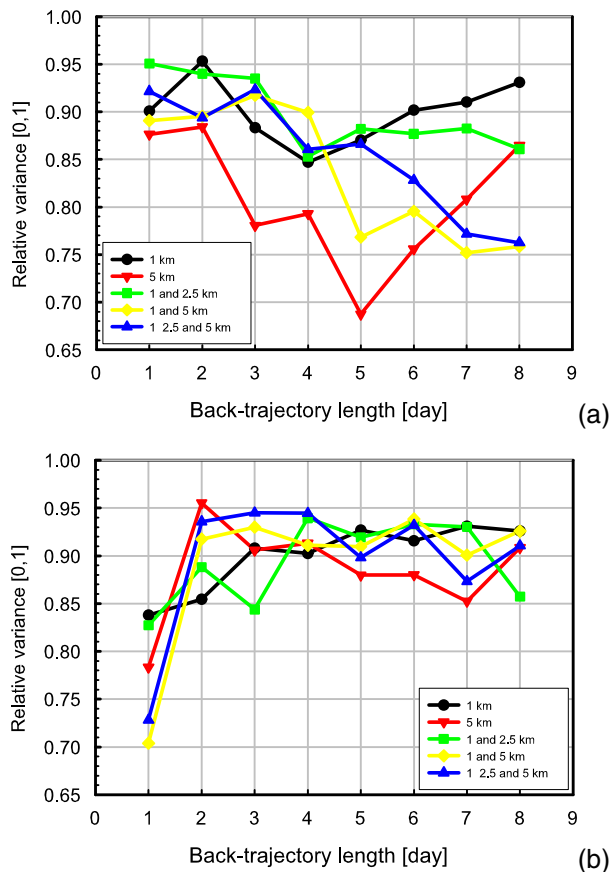 1.00
0.95
0.90
0.85
0.80
0.75
0.70
0.65
Relative variance [0,1]
1 km
5 km
1 and 2.5 km
1 and 5 km
1 2.5 and 5 km
0 1 2 3 4 5 6 7 8 9
Back-trajectory length [day]
(a)
1.00
0.95
0.90
0.85
0.80
0.75
0.70
0.65
Relative variance [0,1]
1 km
5 km
1 and 2.5 km
1 and 5 km
1 2.5 and 5 km
0 1 2 3 4 5 6 7 8 9
Back-trajectory length [day]
(b)